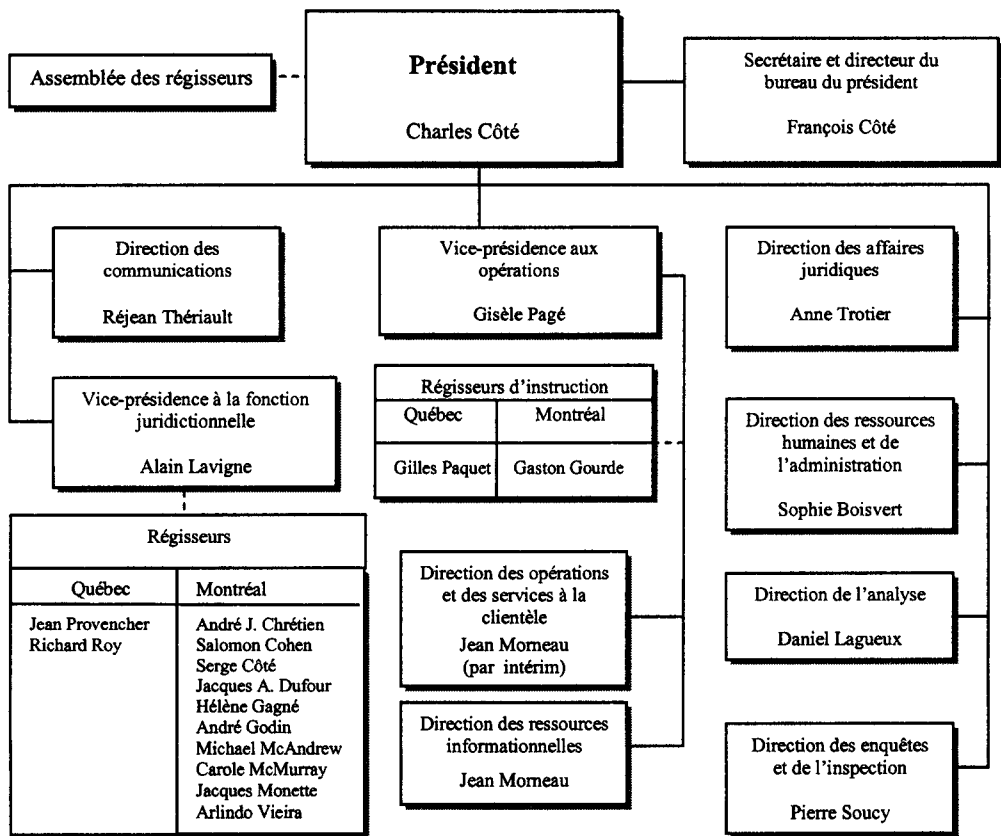 Assemblée des régisseurs
Président
Charles Côté
Secrétaire et directeur du
bureau du président
François Côté
Direction des
communications
Réjean Thériault
Vice-présidence aux
opérations
Gisèle Pagé
Direction des affaires
juridiques
Anne Trotier
Vice-présidence à la fonction
juridictionnelle
Alain Lavigne
Régisseurs d'instruction
Québec
Montréal
Gilles Paquet
Gaston Gourde
Direction des ressources
humaines et de
l'administration
Sophie Boisvert
Régisseurs
Québec
Montréal
Jean Provencher
Richard Roy
André J. Chrétien
Salomon Cohen
Serge Côté
Jacques A. Dufour
Hélène Gagné
André Godin
Michael McAndrew
Carole McMurray
Jacques Monette
Arlindo Vieira
Direction des opérations
et des services à la
clientèle
Jean Morneau
(par intérim)
Direction des ressources
informationnelles
Jean Morneau
Direction de l'analyse
Daniel Lagueux
Direction des enquêtes
et de l'inspection
Pierre Soucy